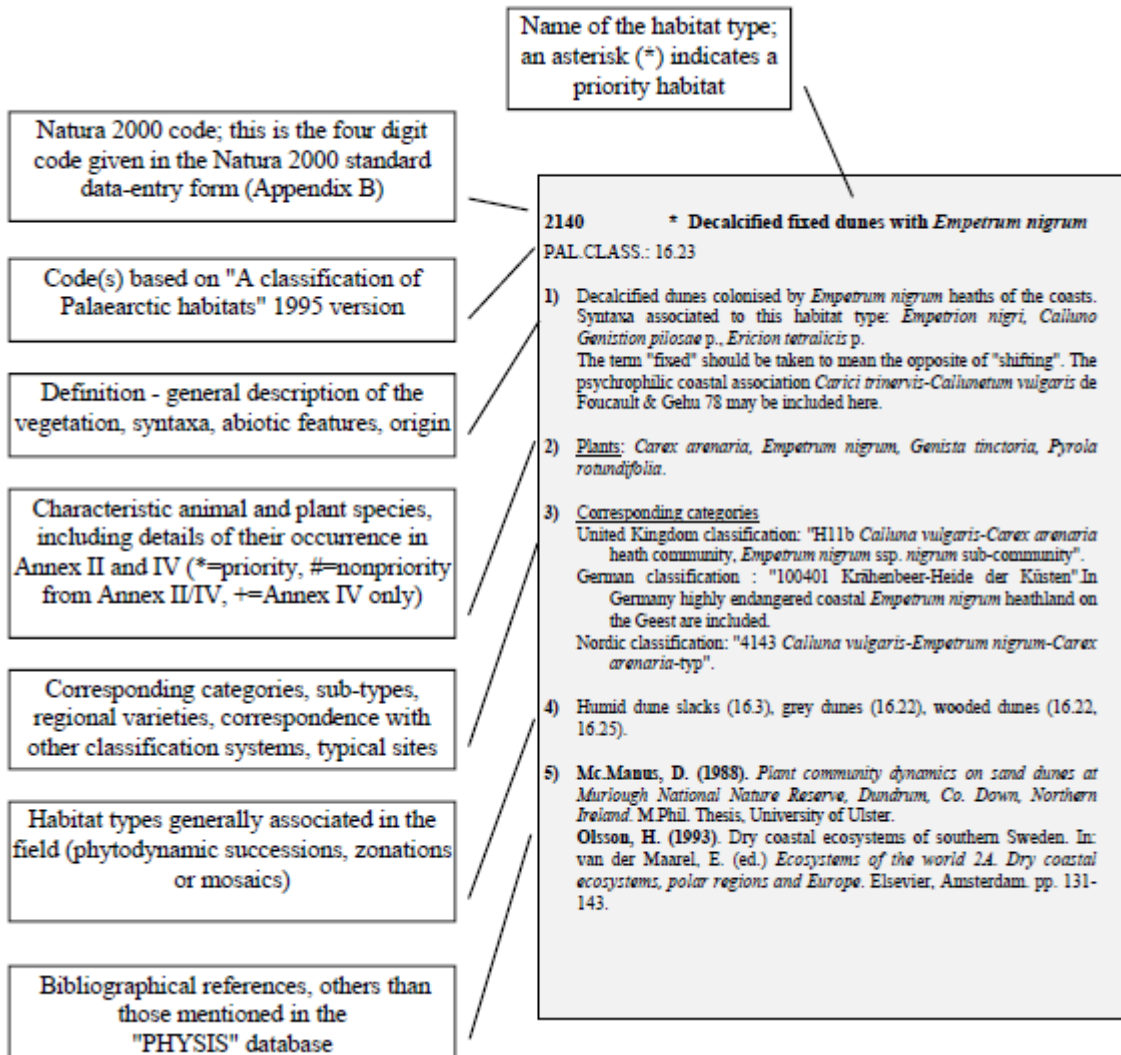 Name of the habitat type;
an asterisk (*) indicates a
priority habitat
Natura 2000 code; this is the four digit
code given in the Natura 2000 standard
data-entry form (Appendix B)
Code(s) based on "A classification of
Palaearctic habitats" 1995 version
Definition - general description of the
vegetation, syntaxa, abiotic features, origin
Characteristic animal and plant species,
including details of their occurrence in
Annex II and IV (*=priority, #=nonpriority
from Annex II/IV, +=Annex IV only)
Corresponding categories, sub-types,
regional varieties, correspondence with
other classification systems, typical sites
Habitat types generally associated in the
field (phytodynamic successions, zonations
or mosaics)
Bibliographical references, others than
those mentioned in the
"PHYSIS" database
2140 * Decalcified fixed dunes with Empetrum nigrum
PAL.CLASS.: 16.23
1) Decalcified dunes colonised by Empetrum nigrum heaths of the coasts.
Syntaxa associated to this habitat type: Empetrion nigri, Calluno
Genistion pilosae p., Ericion tetralicis p.
The term "fixed" should be taken to mean the opposite of "shifting". The
psychrophilic coastal association Carici trinervis-Callunetum vulgaris de
Foucault & Gehu 78 may be included here.
2) Plants: Carex arenaria, Empetrum nigrum, Genista tinctoria, Pyrola
rotundifolia.
3) Corresponding categories
United Kingdom classification: "H11b Calluna vulgaris-Carex arenaria
heath community, Empetrum nigrum ssp. nigrum sub-community".
German classification : "100401 Krähenbeer-Heide der Küsten".In
Germany highly endangered coastal Empetrum nigrum heathland on
the Geest are included.
Nordic classification: "4143 Calluna vulgaris-Empetrum nigrum-Carex
arenaria-typ".
4) Humid dune slacks (16.3), grey dunes (16.22), wooded dunes (16.22,
16.25).
5) Mc.Manus, D. (1988). Plant community dynamics on sand dunes at
Murlough National Nature Reserve, Dundrum, Co. Down, Northern
Ireland. M.Phil. Thesis, University of Ulster.
Olsson, H. (1993). Dry coastal ecosystems of southern Sweden. In:
van der Maarel, E. (ed.) Ecosystems of the world 2A. Dry coastal
ecosystems, polar regions and Europe. Elsevier, Amsterdam. pp. 131-
143.